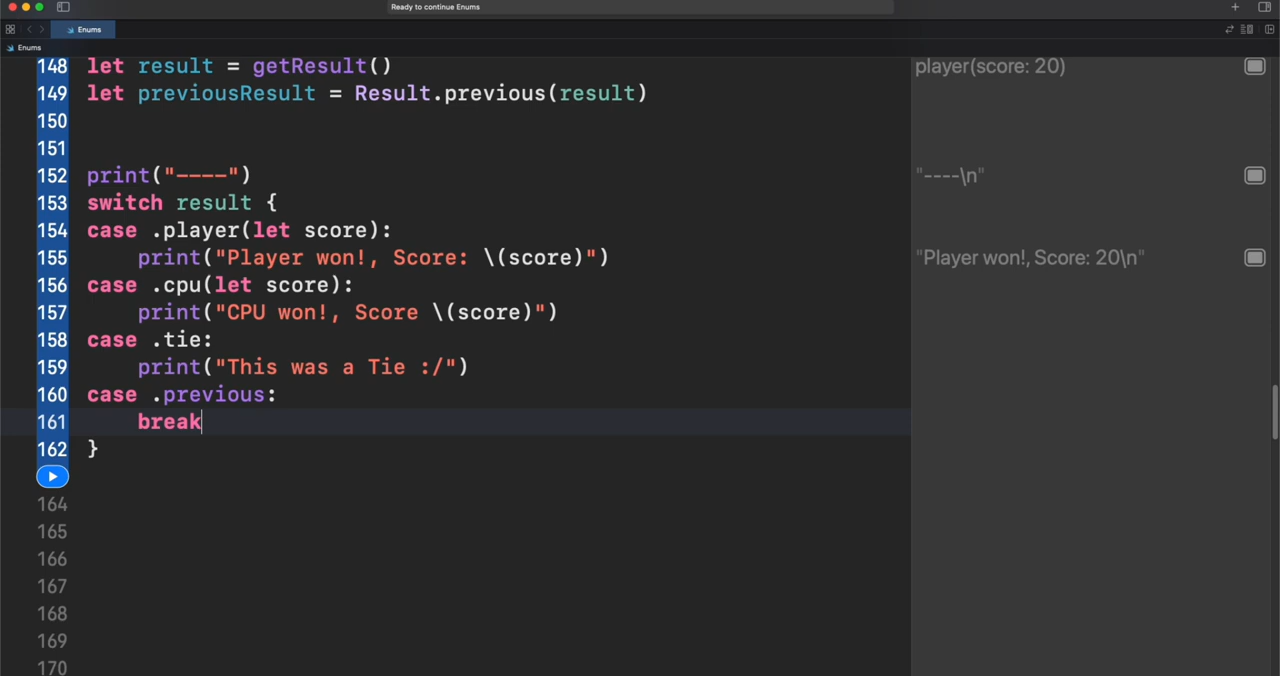 Ready to continue Enums
Enums
Enums
148 let result = getResult() player(score: 20)
149 let previousResult = Result.previous(result)
150
151
152 print("----") "----\n"
153 switch result {
154 case .player(let score):
155     print("Player won!, Score: \(score)") "Player won!, Score: 20\n"
156 case .cpu(let score):
157     print("CPU won!, Score \(score)")
158 case .tie:
159     print("This was a Tie :/")
160 case .previous:
161     break
162 }
164
165
166
167
168
169
170